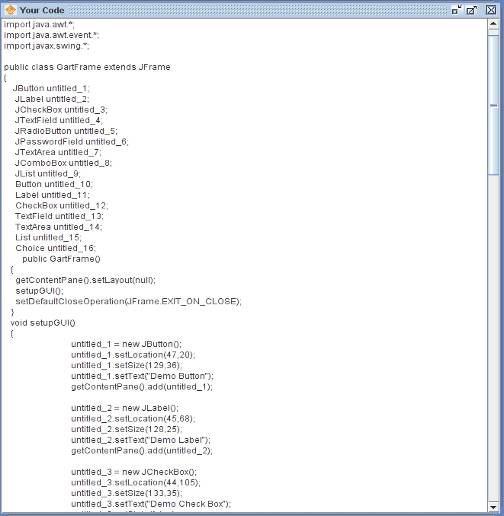 Your Code
import java.awt.*;
import java.awt.event.*;
import javax.swing.*;
public class GartFrame extends JFrame
{
JButton untitled_1;
JLabel untitled_2;
JCheckBox untitled_3;
JTextField untitled_4;
JRadioButton untitled_5;
JPasswordField untitled_6;
JTextArea untitled_7;
JComboBox untitled_8;
JList untitled_9;
Button untitled_10;
Label untitled_11;
CheckBox untitled_12;
TextField untitled_13;
TextArea untitled_14;
List untitled_15;
Choice untitled_16;
public GartFrame()
{
getContentPane().setLayout(null);
setupGUI();
setDefaultCloseOperation(JFrame.EXIT_ON_CLOSE);
}
void setupGUI()
{
untitled_1 = new JButton();
untitled_1.setLocation(47,20);
untitled_1.setSize(129,36);
untitled_1.setText("Demo Button");
getContentPane().add(untitled_1);
untitled_2 = new JLabel();
untitled_2.setLocation(45,68);
untitled_2.setSize(128,25);
untitled_2.setText("Demo Label");
getContentPane().add(untitled_2);
untitled_3 = new JCheckBox();
untitled_3.setLocation(44,105);
untitled_3.setSize(133,35);
untitled_3.setText("Demo Check Box");